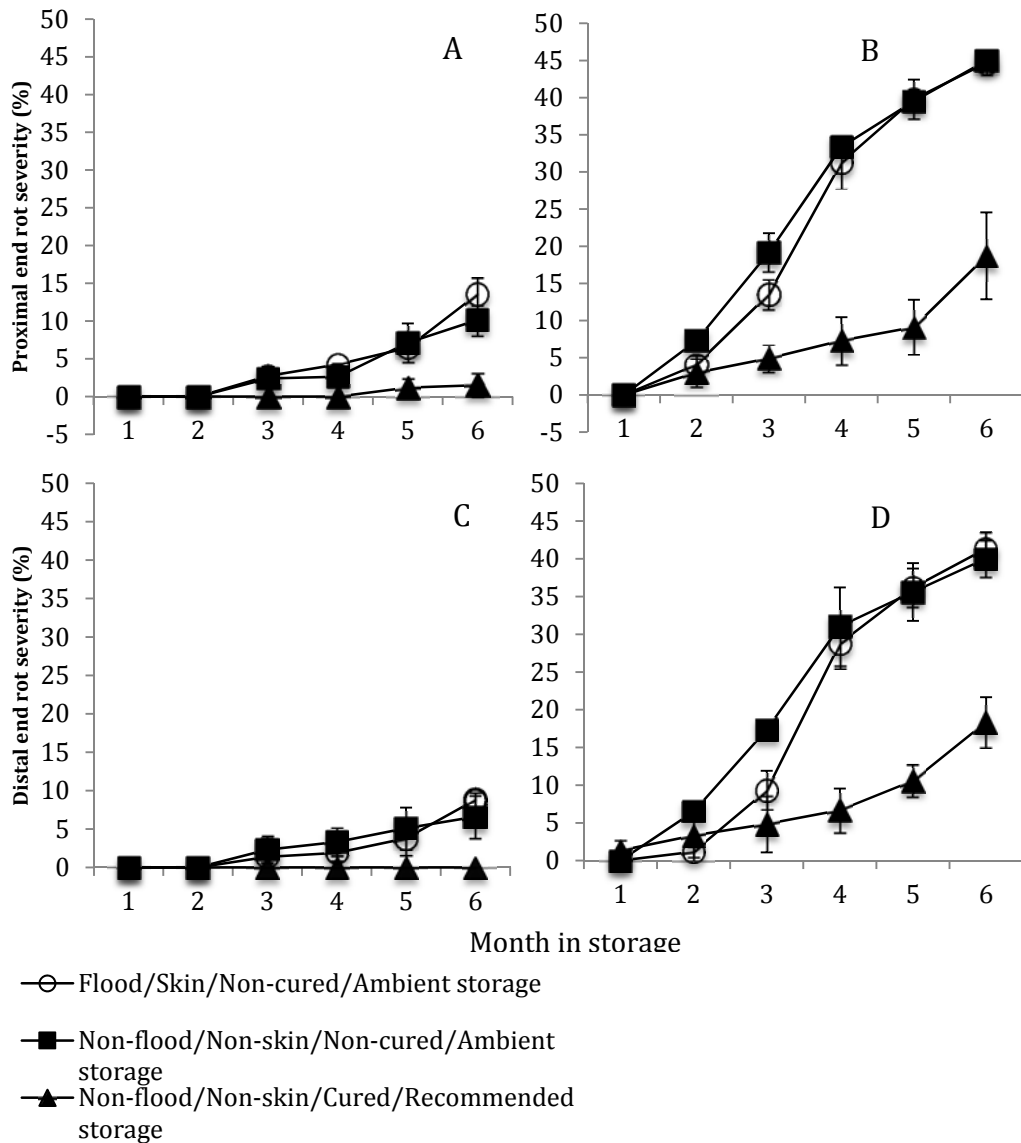 A
Proximal end rot severity (%)
50
45
40
35
30
25
20
15
10
5
0
-5
1 2 3 4 5 6
B
50
45
40
35
30
25
20
15
10
5
0
-5
1 2 3 4 5 6
C
Distal end rot severity (%)
50
45
40
35
30
25
20
15
10
5
0
1 2 3 4 5 6
D
50
45
40
35
30
25
20
15
10
5
0
1 2 3 4 5 6
Month in storage
Flood/Skin/Non-cured/Ambient storage
Non-flood/Non-skin/Non-cured/Ambient
storage
Non-flood/Non-skin/Cured/Recommended
storage